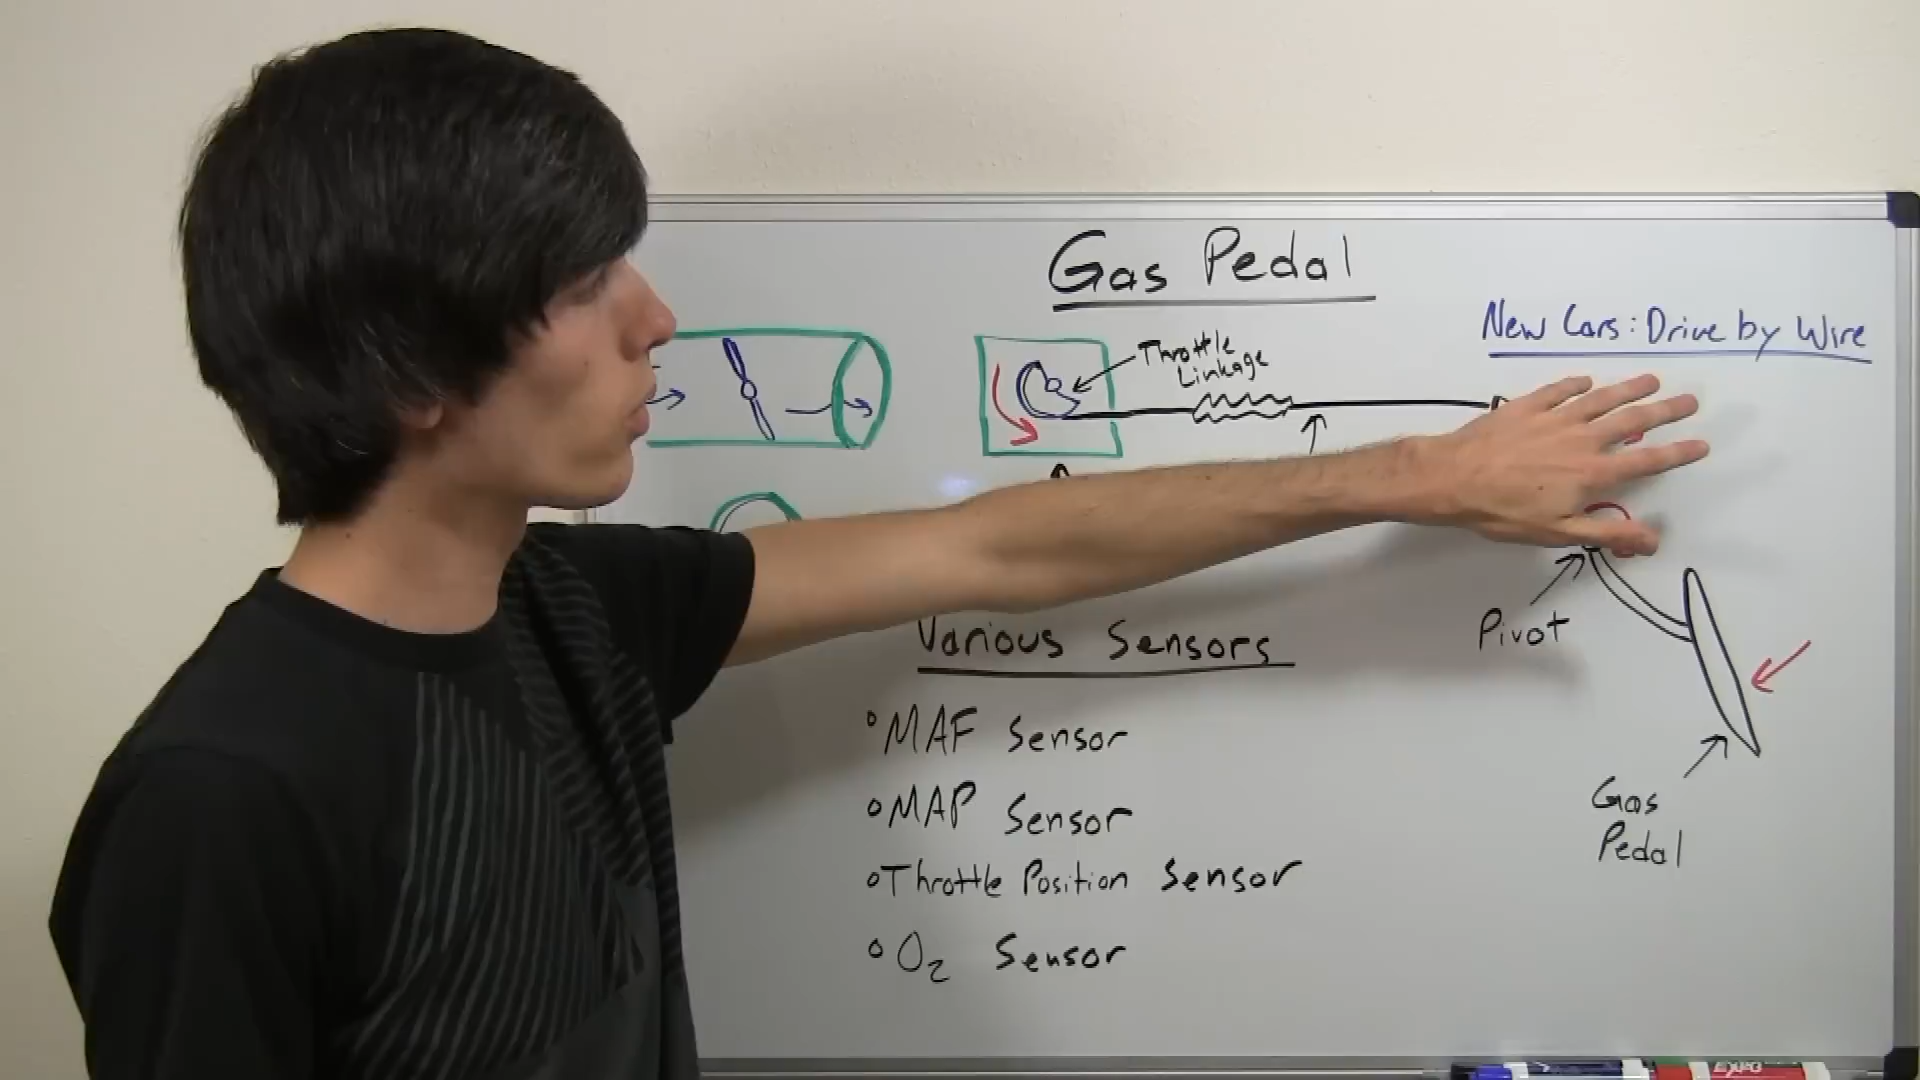 Gas Pedal
New Cars: Drive by Wire
Throttle
Linkage
Pivot
Various Sensors
MAF Sensor
MAP Sensor
Throttle Position Sensor
O₂ Sensor
Gas
Pedal
EXPO